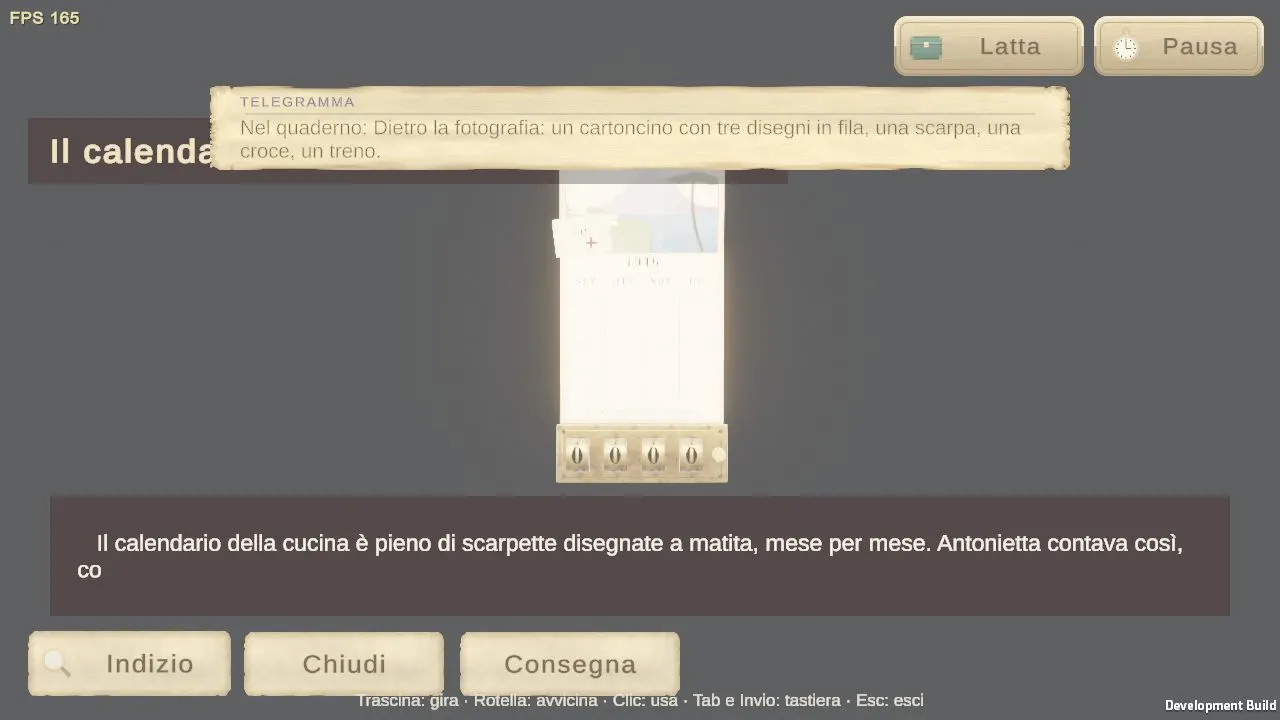 FPS 165
Latta
Pausa
TELEGRAMMA
Nel quaderno: Dietro la fotografia: un cartoncino con tre disegni in fila, una scarpa, una
croce, un treno.
Il calenda
0 0 0 0
Il calendario della cucina è pieno di scarpette disegnate a matita, mese per mese. Antonietta contava così,
co
Indizio
Chiudi
Consegna
Trascina: gira · Rotella: avvicina · Clic: usa · Tab e Invio: tastiera · Esc: esci
Development Build